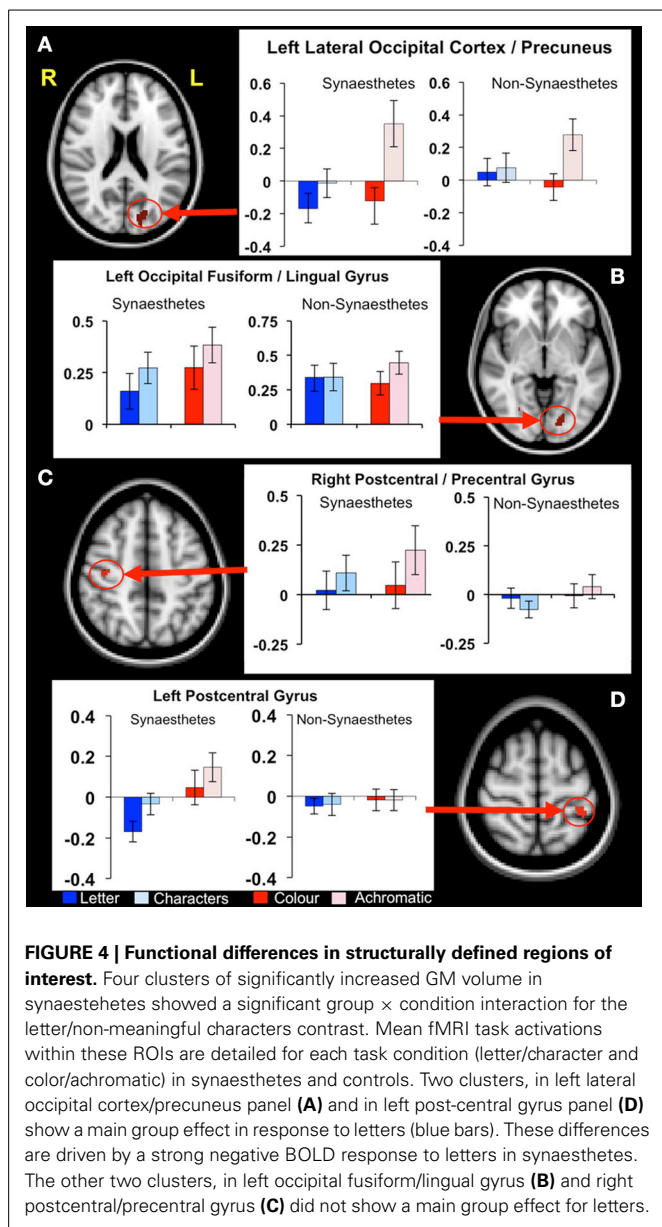 A
R
L
Left Lateral Occipital Cortex / Precuneus
Synaesthetes
Non-Synaesthetes
0.6
0.4
0.2
0
-0.2
-0.4
0.6
0.4
0.2
0
-0.2
-0.4
B
Left Occipital Fusiform / Lingual Gyrus
Synaesthetes
Non-Synaesthetes
0.5
0.25
0
0.75
0.5
0.25
0
C
Right Postcentral / Precentral Gyrus
Synaesthetes
Non-Synaesthetes
0.5
0.25
0
-0.25
0.5
0.25
0
-0.25
D
Left Postcentral Gyrus
Synaesthetes
Non-Synaesthetes
0.4
0.2
0
-0.2
-0.4
0.4
0.2
0
-0.2
-0.4
Letter Characters Colour Achromatic
FIGURE 4 | Functional differences in structurally defined regions of
interest. Four clusters of significantly increased GM volume in
synaestehetes showed a significant group × condition interaction for the
letter/non-meaningful characters contrast. Mean fMRI task activations
within these ROIs are detailed for each task condition (letter/character and
color/achromatic) in synaesthetes and controls. Two clusters, in left lateral
occipital cortex/precuneus panel (A) and in left post-central gyrus panel (D)
show a main group effect in response to letters (blue bars). These differences
are driven by a strong negative BOLD response to letters in synaesthetes.
The other two clusters, in left occipital fusiform/lingual gyrus (B) and right
postcentral/precentral gyrus (C) did not show a main group effect for letters.